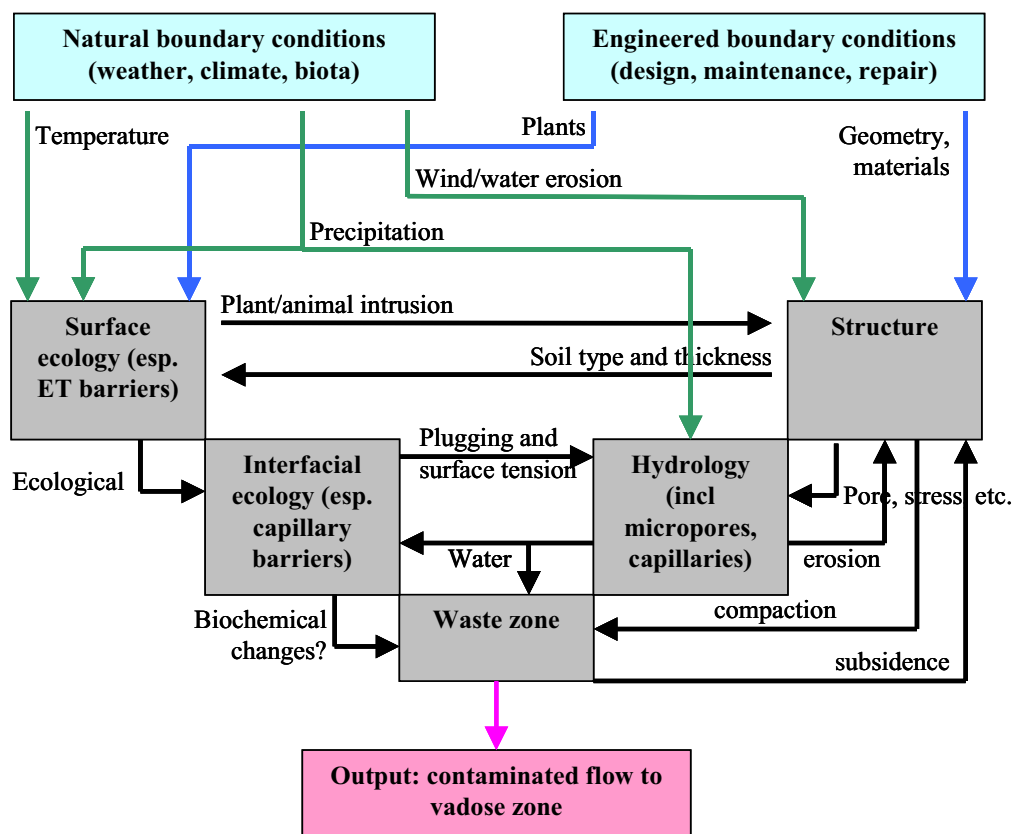 Natural boundary conditions
(weather, climate, biota)
Engineered boundary conditions
(design, maintenance, repair)
Temperature
Plants
Geometry,
materials
Wind/water erosion
Precipitation
Plant/animal intrusion
Surface
ecology (esp.
ET barriers)
Structure
Soil type and thickness
Ecological
Interfacial
ecology (esp.
capillary
barriers)
Plugging and
surface tension
Hydrology
(incl
micropores,
capillaries)
Pore, stress, etc.
Water
erosion
Biochemical
changes?
Waste zone
compaction
subsidence
Output: contaminated flow to
vadose zone